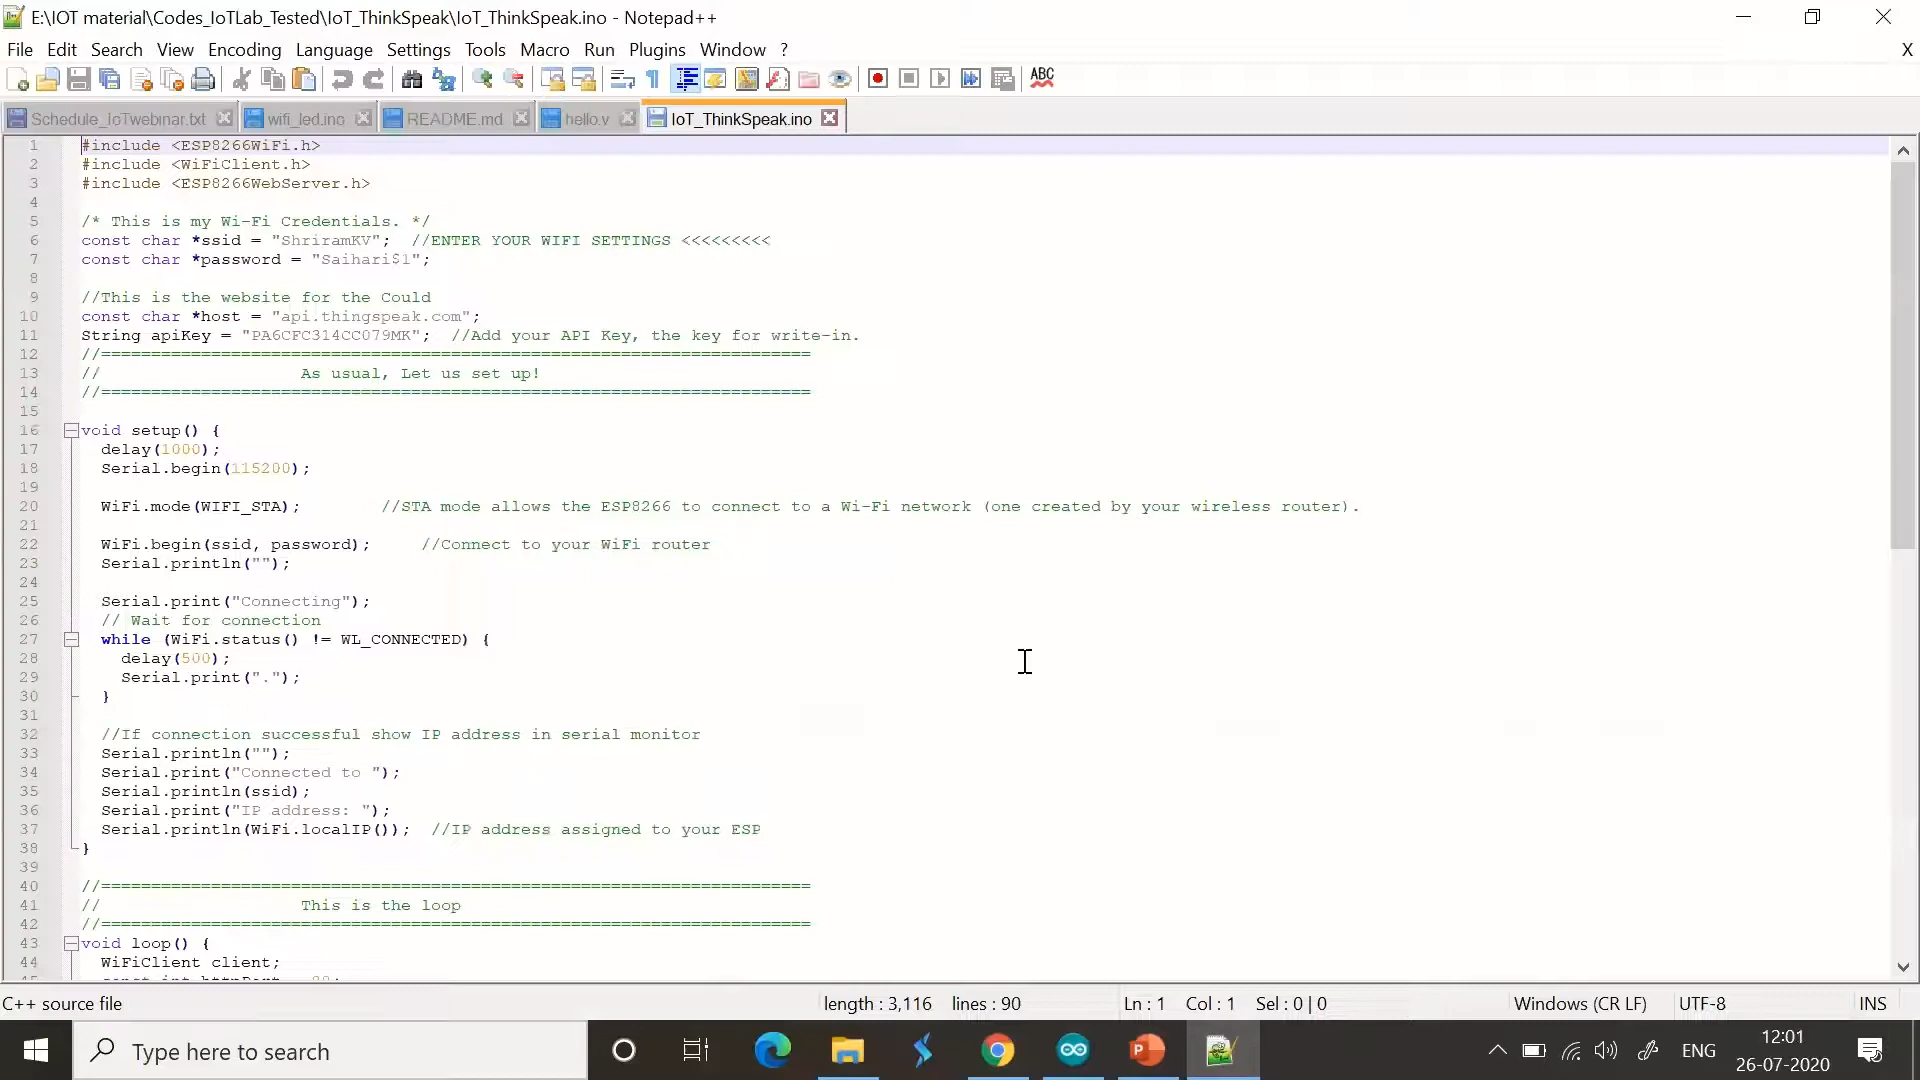 E:\IOT material\Codes_IoTLab_Tested\IoT_ThinkSpeak\IoT_ThinkSpeak.ino - Notepad++
File Edit Search View Encoding Language Settings Tools Macro Run Plugins Window ? X
ABC
Schedule_IoTwebinar.txt wifi_led.ino README.md hello.v IoT_ThinkSpeak.ino
1 #include <ESP8266WiFi.h>
2 #include <WiFiClient.h>
3 #include <ESP8266WebServer.h>
4
5 /* This is my Wi-Fi Credentials. */
6 const char *ssid = "ShriramKV"; //ENTER YOUR WIFI SETTINGS <<<<<<<<<
7 const char *password = "Saihari$1";
8
9 //This is the website for the Could
10 const char *host = "api.thingspeak.com";
11 String apiKey = "PA6CFC314CC079MK"; //Add your API Key, the key for write-in.
12 //=======================================================================
13 // As usual, Let us set up!
14 //=======================================================================
15
16 void setup() {
17 delay(1000);
18 Serial.begin(115200);
19
20 WiFi.mode(WIFI_STA); //STA mode allows the ESP8266 to connect to a Wi-Fi network (one created by your wireless router).
21
22 WiFi.begin(ssid, password); //Connect to your WiFi router
23 Serial.println("");
24
25 Serial.print("Connecting");
26 // Wait for connection
27 while (WiFi.status() != WL_CONNECTED) {
28 delay(500);
29 Serial.print(".");
30 }
31
32 //If connection successful show IP address in serial monitor
33 Serial.println("");
34 Serial.print("Connected to ");
35 Serial.println(ssid);
36 Serial.print("IP address: ");
37 Serial.println(WiFi.localIP()); //IP address assigned to your ESP
38 }
39
40 //=======================================================================
41 // This is the loop
42 //=======================================================================
43 void loop() {
44 WiFiClient client;
C++ source file length : 3,116 lines : 90 Ln : 1 Col : 1 Sel : 0 | 0 Windows (CR LF) UTF-8 INS
Type here to search ENG 12:01
26-07-2020